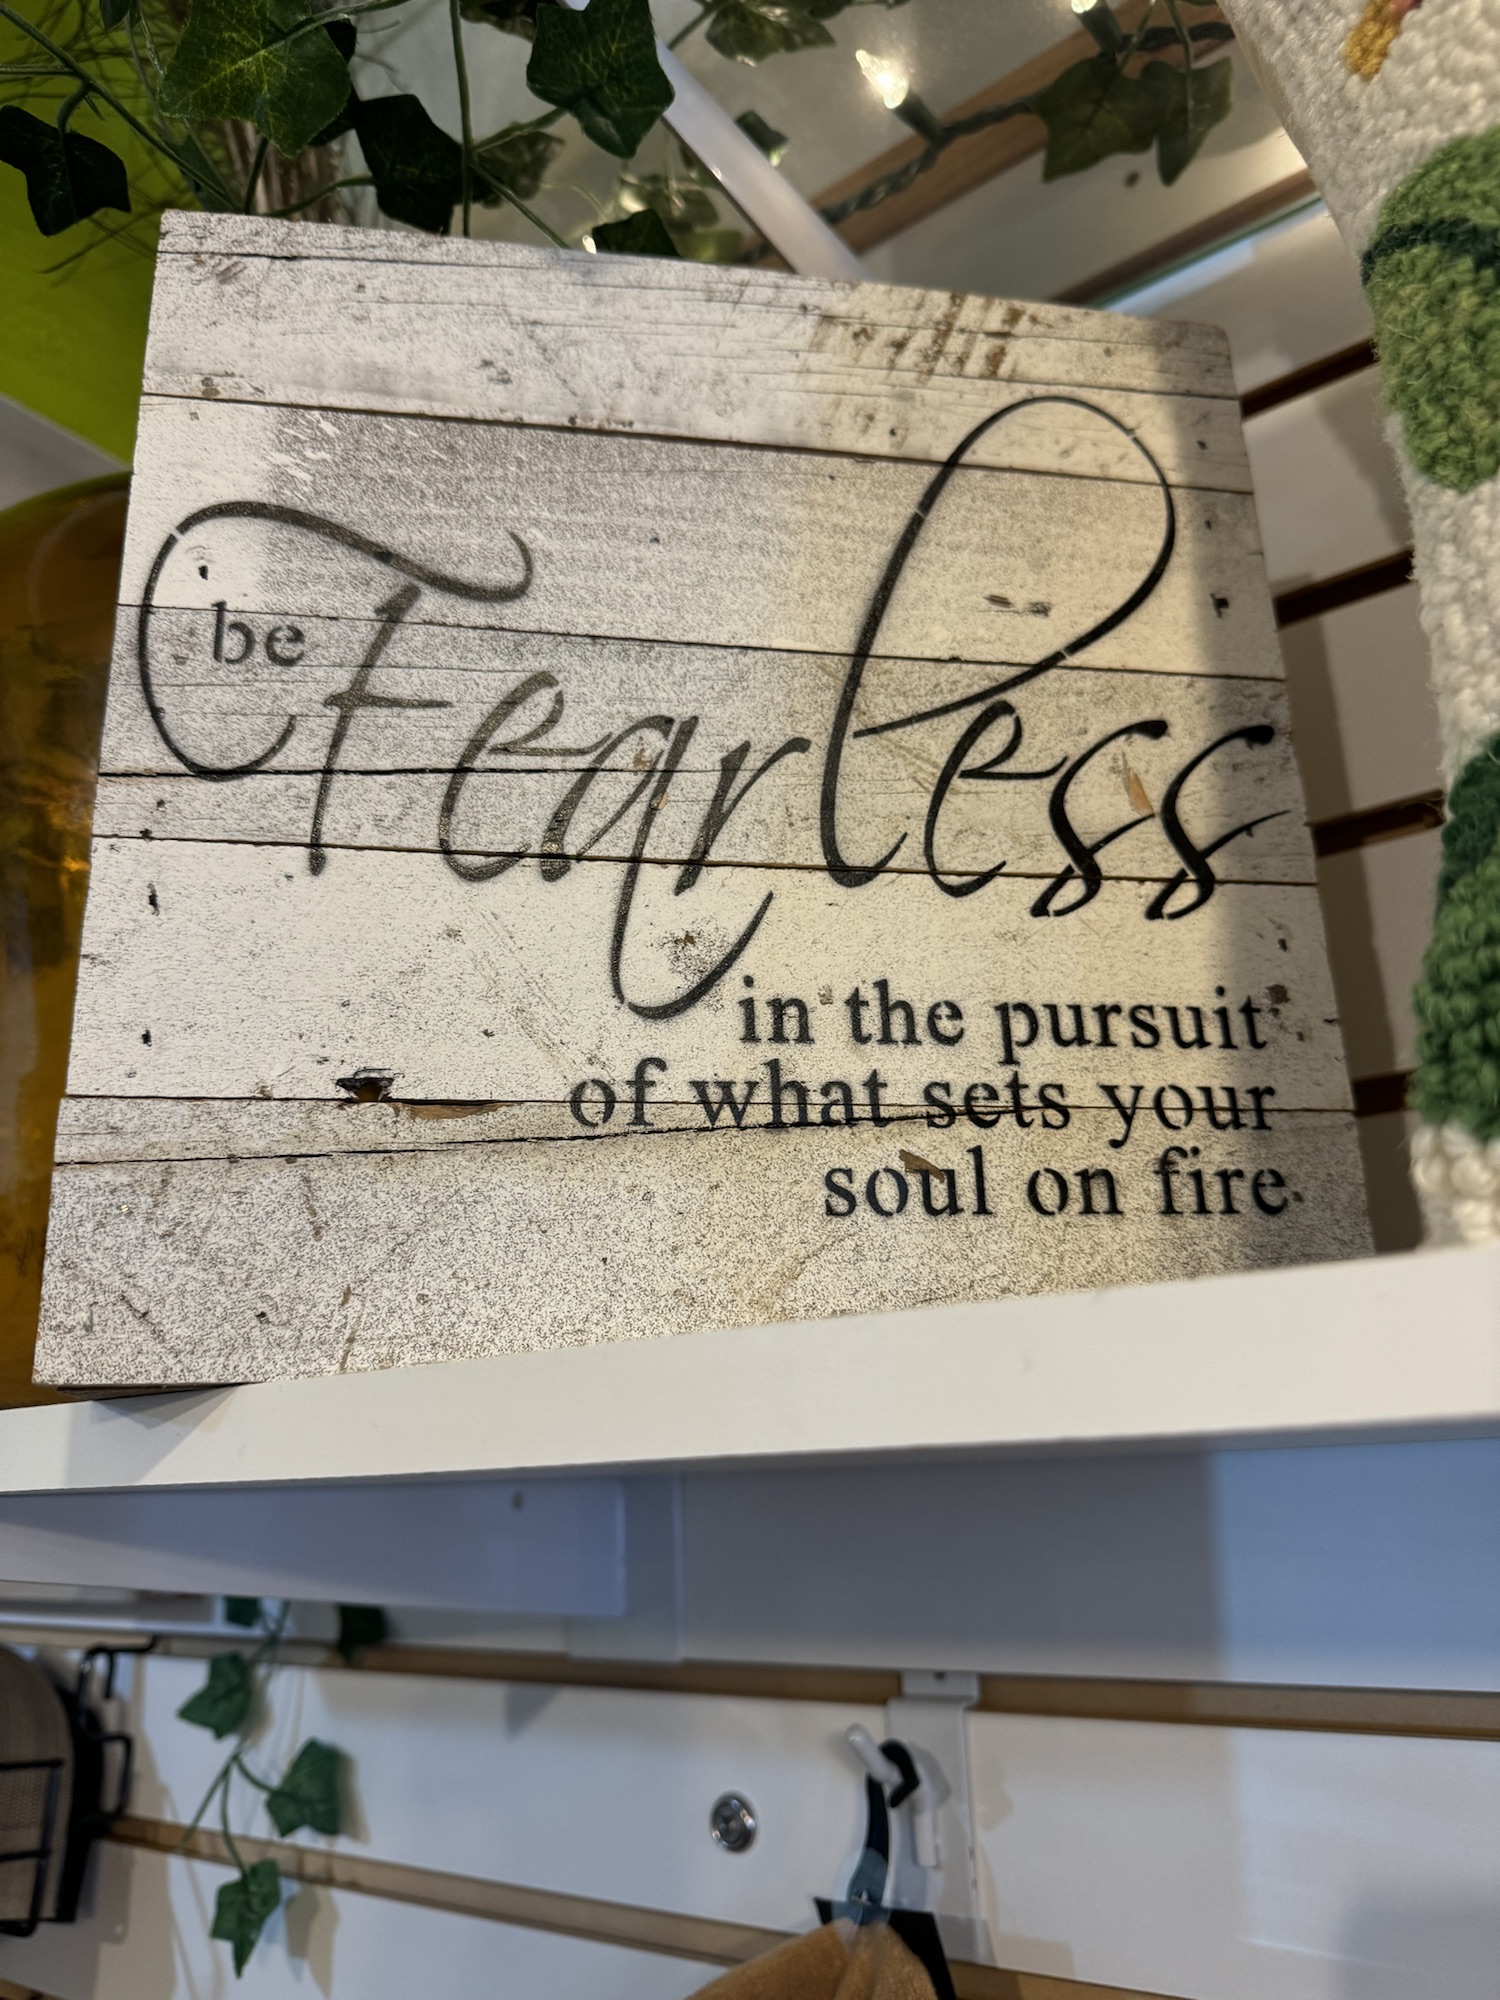 be Fearless
in the pursuit
of what sets your
soul on fire